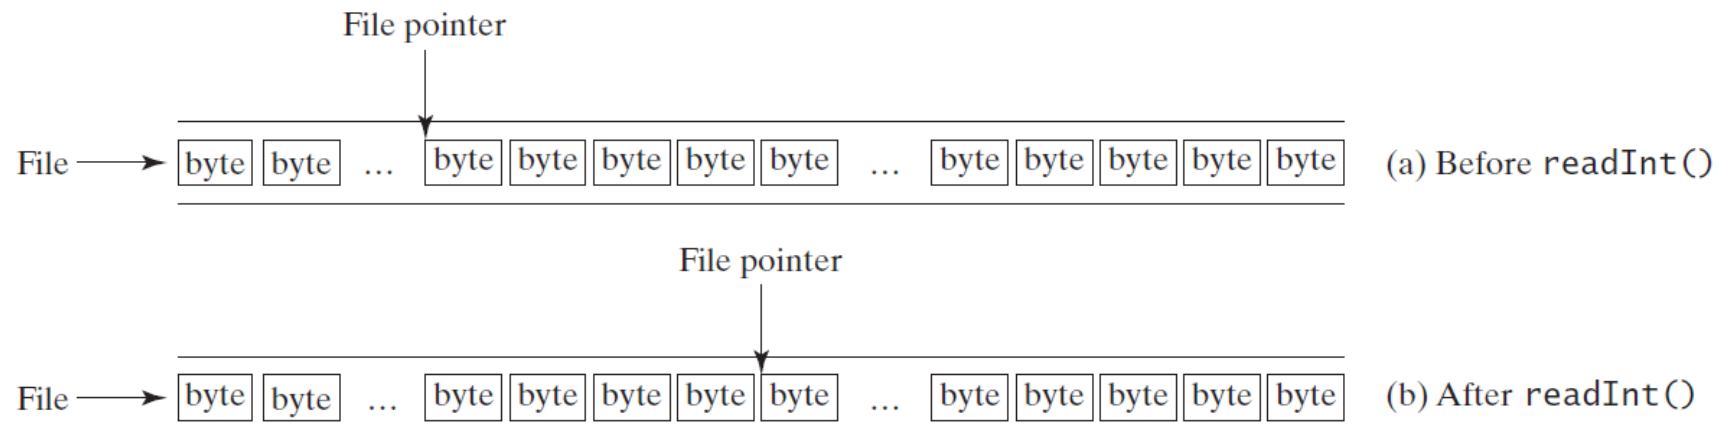 File pointer
File byte byte ... byte byte byte byte byte ... byte byte byte byte byte (a) Before readInt()
File pointer
File byte byte ... byte byte byte byte byte ... byte byte byte byte byte (b) After readInt()